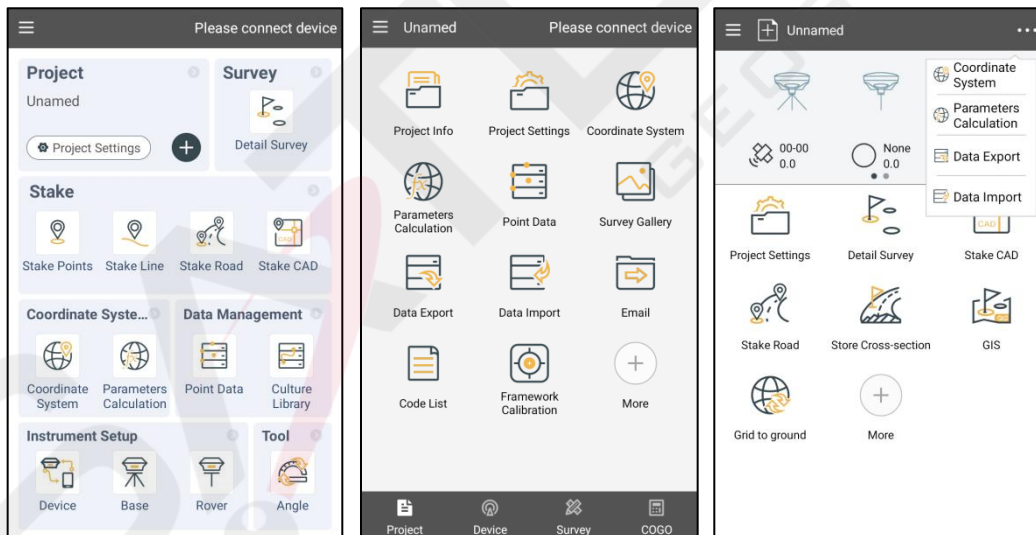 Please connect device
Project
Unamed
Project Settings
Survey
Detail Survey
Stake
Stake Points
Stake Line
Stake Road
CAD
Stake CAD
Coordinate Syste...
Coordinate
System
Parameters
Calculation
Data Management
Point Data
Culture
Library
Instrument Setup
Device
Base
Rover
Tool
Angle
Unamed
Please connect device
Project Info
Project Settings
Coordinate System
Parameters
Calculation
Point Data
Survey Gallery
Data Export
Data Import
Email
Code List
Framework
Calibration
More
Project
Device
Survey
COGO
Unnamed
00-00
0.0
None
0.0
Coordinate
System
Parameters
Calculation
Data Export
Data Import
Project Settings
Detail Survey
CAD
Stake CAD
Stake Road
Store Cross-section
GIS
Grid to ground
More